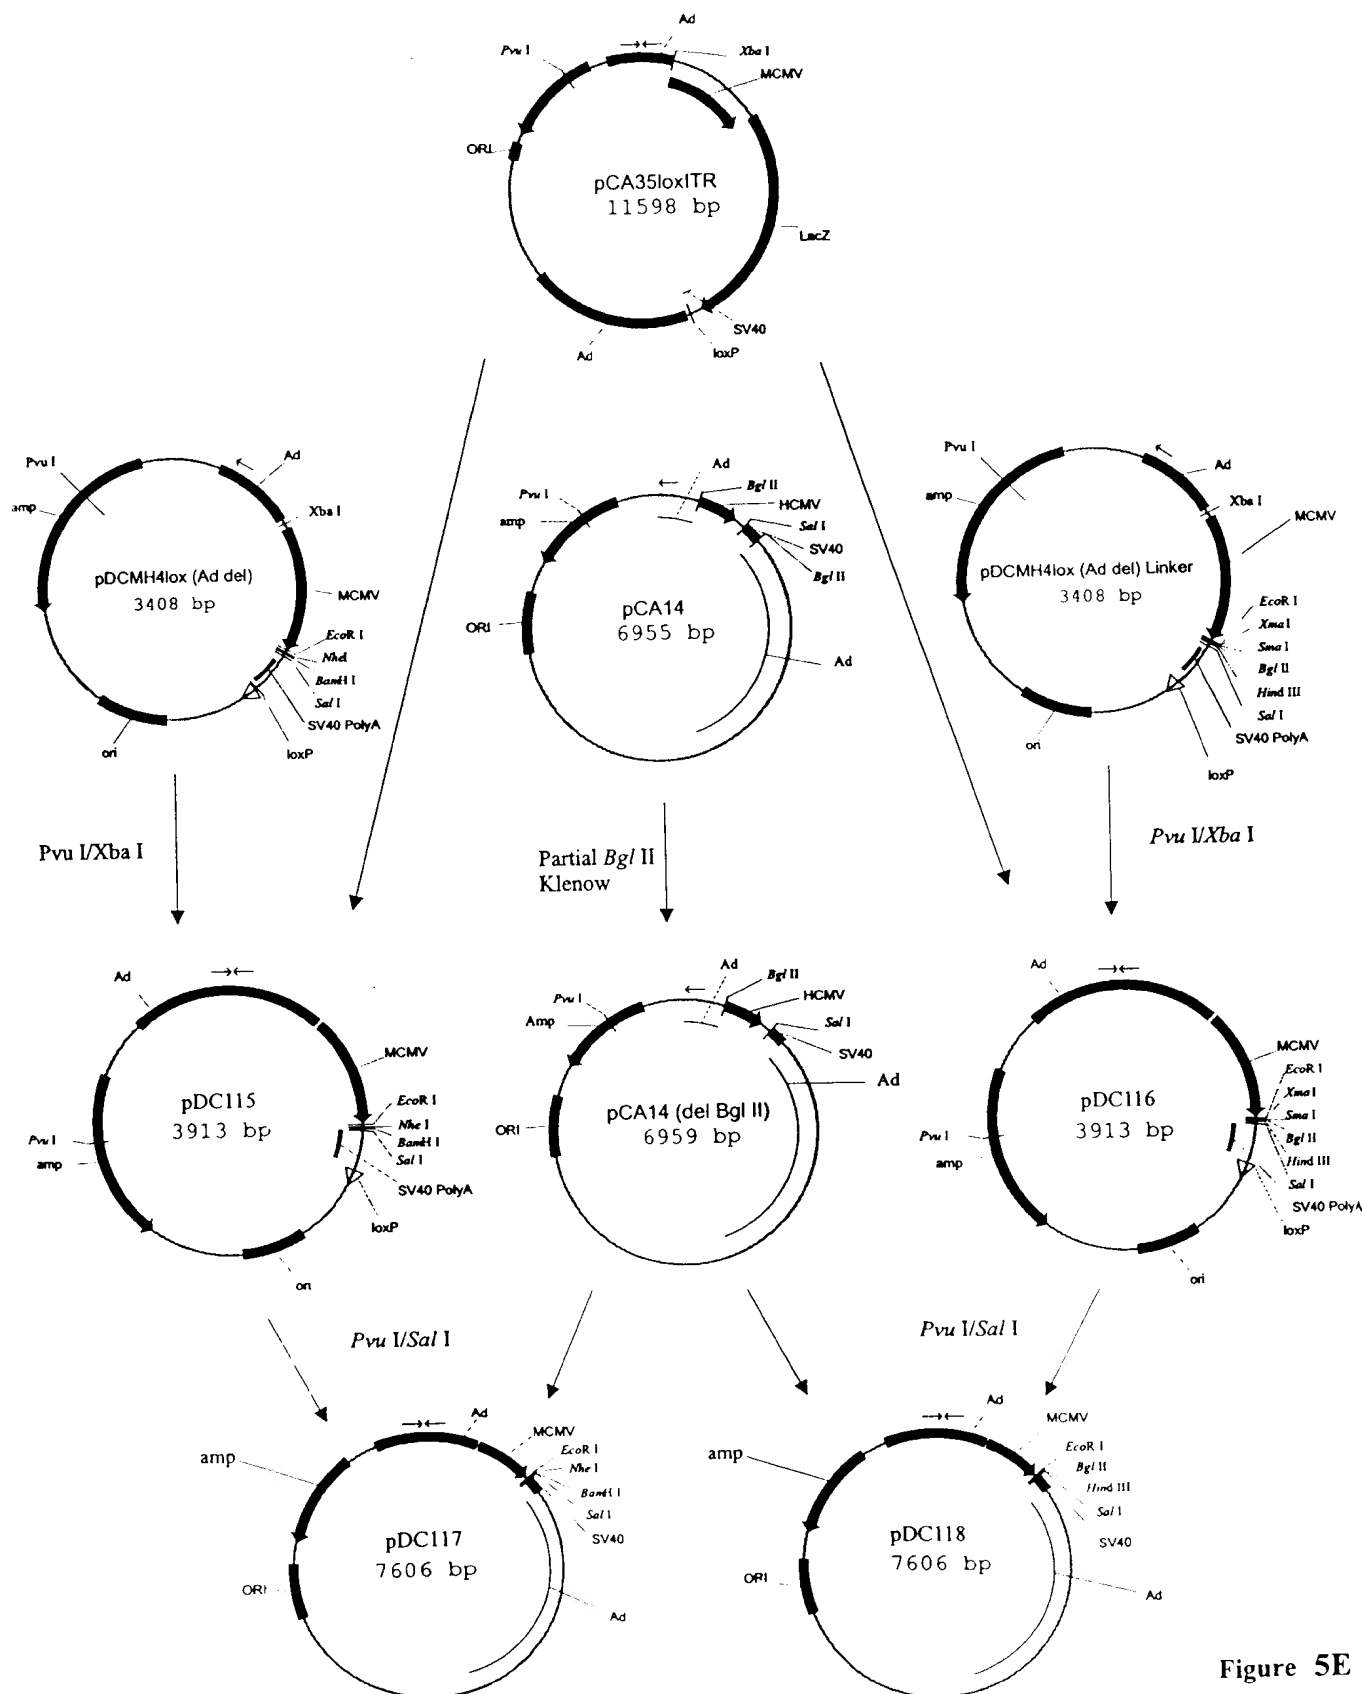 Ad
Pvu I
Xba I
MCMV
ORI
pCA35loxITR
11598 bp
LacZ
SV40
loxP
Ad
Pvu I
Ad
amp
Xba I
pDCMH4lox (Ad del)
3408 bp
MCMV
EcoR I
Nhe I
BamH I
Sal I
SV40 PolyA
loxP
ori
Ad
Bgl II
Pvu I
HCMV
amp
Sal I
SV40
Bgl II
pCA14
6955 bp
ORI
Ad
Pvu I
Ad
amp
Xba I
MCMV
pDCMH4lox (Ad del) Linker
3408 bp
EcoR I
Xma I
Sma I
Bgl II
Hind III
Sal I
SV40 PolyA
loxP
ori
Pvu I/Xba I
Partial Bgl II
Klenow
Pvu I/Xba I
Ad
MCMV
pDC115
3913 bp
EcoR I
Nhe I
BamH I
Sal I
Pvu I
amp
SV40 PolyA
loxP
ori
Ad
Bgl II
Pvu I
HCMV
Amp
Sal I
SV40
Ad
pCA14 (del Bgl II)
6959 bp
ORI
Ad
MCMV
EcoR I
pDC116
3913 bp
Xma I
Sma I
Bgl II
Pvu I
amp
Hind III
Sal I
SV40 PolyA
loxP
ori
Pvu I/Sal I
Pvu I/Sal I
Ad
MCMV
amp
EcoR I
Nhe I
BamH I
Sal I
SV40
pDC117
7606 bp
ORI
Ad
Ad
MCMV
amp
EcoR I
Bgl II
Hind III
Sal I
SV40
pDC118
7606 bp
ORI
Ad
Figure 5E